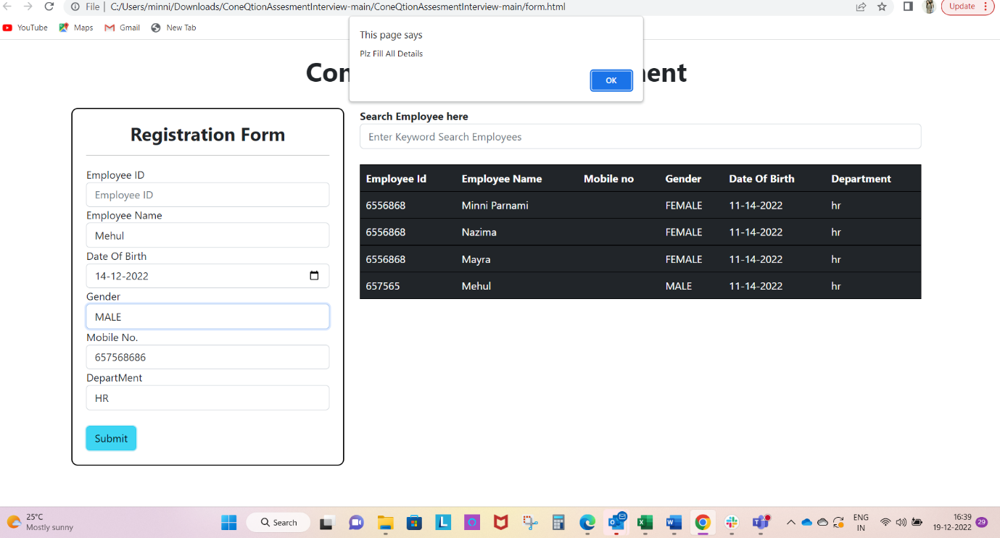 File C:/Users/minni/Downloads/ConeQtionAssesmentInterview-main/ConeQtionAssesmentInterview-main/form.html
Update
YouTube Maps Gmail New Tab
This page says
Plz Fill All Details
OK
Registration Form
Employee ID
Employee ID
Employee Name
Mehul
Date Of Birth
14-12-2022
Gender
MALE
Mobile No.
657568686
DepartMent
HR
Submit
Search Employee here
Enter Keyword Search Employees
Employee Id Employee Name Mobile no Gender Date Of Birth Department
6556868 Minni Parnami FEMALE 11-14-2022 hr
6556868 Nazima FEMALE 11-14-2022 hr
6556868 Mayra FEMALE 11-14-2022 hr
657565 Mehul MALE 11-14-2022 hr
25°C
Mostly sunny
Search
ENG
IN
16:39
19-12-2022
29